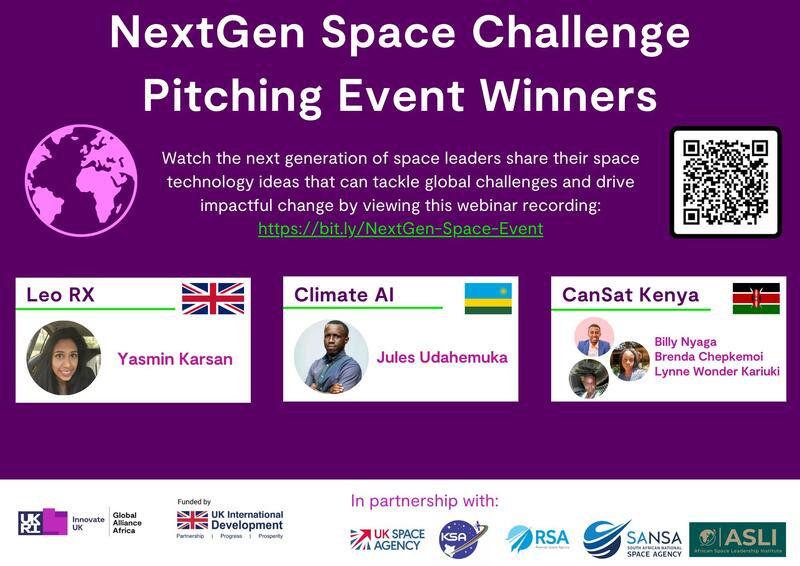 NextGen Space Challenge
Pitching Event Winners
Watch the next generation of space leaders share their space
technology ideas that can tackle global challenges and drive
impactful change by viewing this webinar recording:
https://bit.ly/NextGen-Space-Event
Leo RX
Yasmin Karsan
Climate AI
Jules Udahemuka
CanSat Kenya
Billy Nyaga
Brenda Chepkemoi
Lynne Wonder Kariuki
UKRI
Innovate
UK
Global
Alliance
Africa
Funded by
UK International
Development
Partnership | Progress | Prosperity
In partnership with:
UK SPACE
AGENCY
KSA
RSA
Rwanda Space Agency
SANSA
SOUTH AFRICAN NATIONAL
SPACE AGENCY
ASLI
African Space Leadership Institute